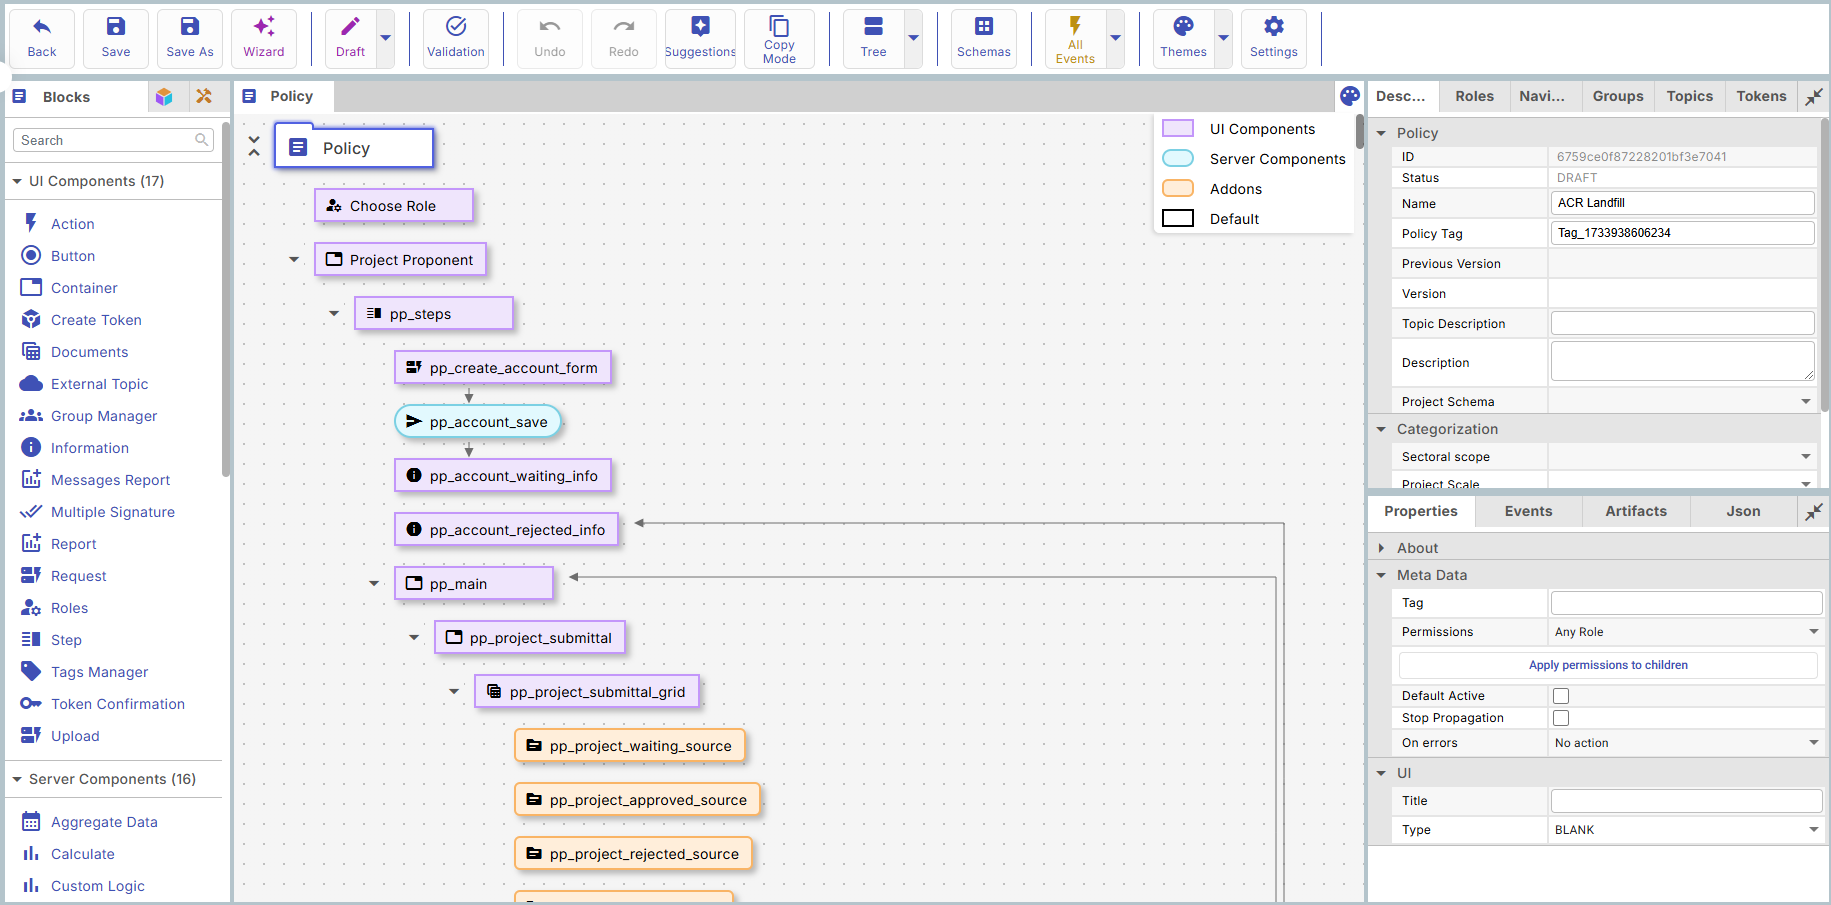 Back
Save
Save As
Wizard
Draft
Validation
Undo
Redo
Suggestions
Copy
Mode
Tree
Schemas
All
Events
Themes
Settings
Blocks
Search
UI Components (17)
Action
Button
Container
Create Token
Documents
External Topic
Group Manager
Information
Messages Report
Multiple Signature
Report
Request
Roles
Step
Tags Manager
Token Confirmation
Upload
Server Components (16)
Aggregate Data
Calculate
Custom Logic
Policy
Policy
Choose Role
Project Proponent
pp_steps
pp_create_account_form
pp_account_save
pp_account_waiting_info
pp_account_rejected_info
pp_main
pp_project_submittal
pp_project_submittal_grid
pp_project_waiting_source
pp_project_approved_source
pp_project_rejected_source
UI Components
Server Components
Addons
Default
Desc... Roles Navi... Groups Topics Tokens
Policy
ID 6759ce0f87228201bf3e7041
Status DRAFT
Name ACR Landfill
Policy Tag Tag_1733938606234
Previous Version
Version
Topic Description
Description
Project Schema
Categorization
Sectoral scope
Project Scale
Properties Events Artifacts Json
About
Meta Data
Tag
Permissions Any Role
Apply permissions to children
Default Active
Stop Propagation
On errors No action
UI
Title
Type BLANK